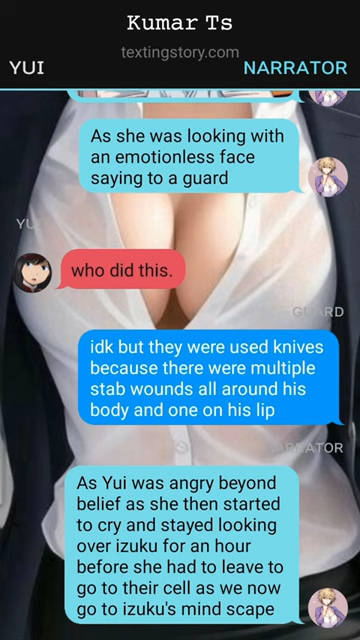 Kumar Ts
textingstory.com
YUI
NARRATOR
As she was looking with
an emotionless face
saying to a guard
YU
who did this.
GUARD
idk but they were used knives
because there were multiple
stab wounds all around his
body and one on his lip
NARRATOR
As Yui was angry beyond
belief as she then started
to cry and stayed looking
over izuku for an hour
before she had to leave to
go to their cell as we now
go to izuku's mind scape